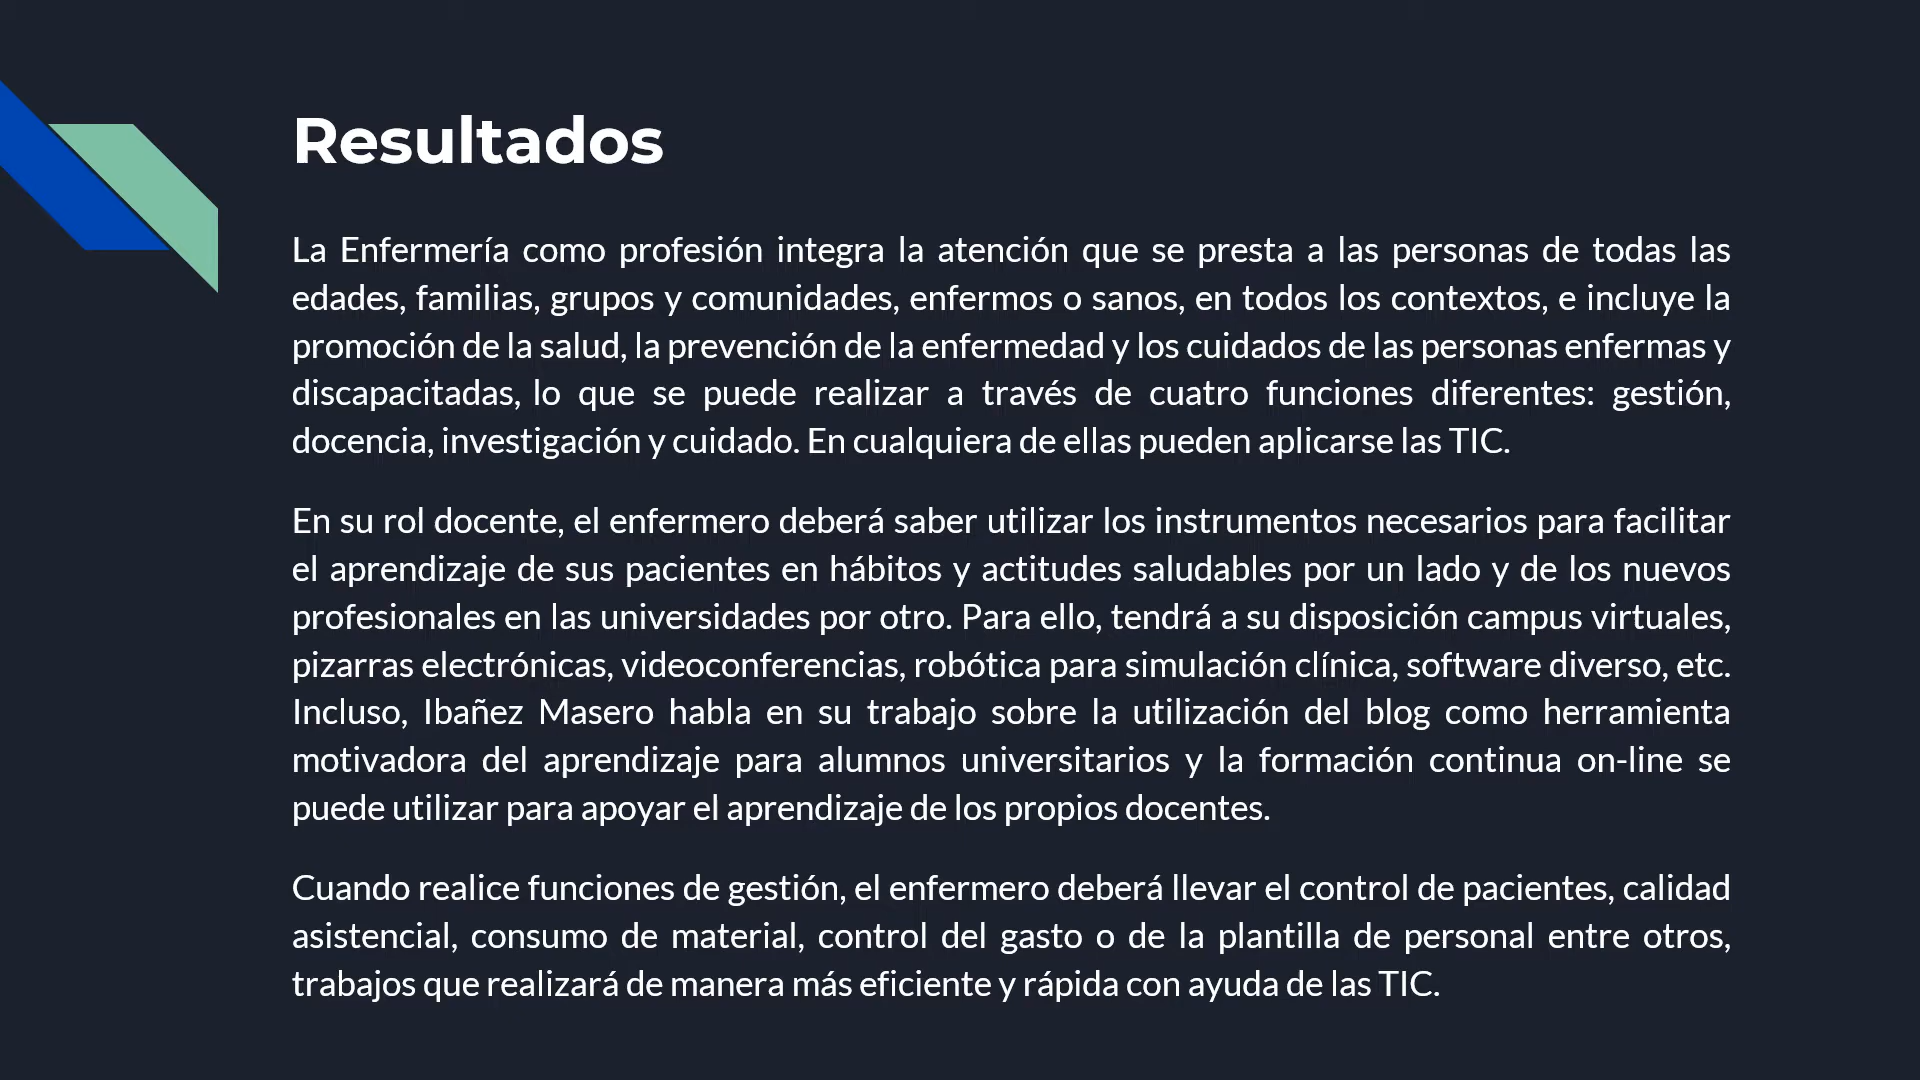 Resultados
La Enfermería como profesión integra la atención que se presta a las personas de todas las
edades, familias, grupos y comunidades, enfermos o sanos, en todos los contextos, e incluye la
promoción de la salud, la prevención de la enfermedad y los cuidados de las personas enfermas y
discapacitadas, lo que se puede realizar a través de cuatro funciones diferentes: gestión,
docencia, investigación y cuidado. En cualquiera de ellas pueden aplicarse las TIC.
En su rol docente, el enfermero deberá saber utilizar los instrumentos necesarios para facilitar
el aprendizaje de sus pacientes en hábitos y actitudes saludables por un lado y de los nuevos
profesionales en las universidades por otro. Para ello, tendrá a su disposición campus virtuales,
pizarras electrónicas, videoconferencias, robótica para simulación clínica, software diverso, etc.
Incluso, Ibañez Masero habla en su trabajo sobre la utilización del blog como herramienta
motivadora del aprendizaje para alumnos universitarios y la formación continua on-line se
puede utilizar para apoyar el aprendizaje de los propios docentes.
Cuando realice funciones de gestión, el enfermero deberá llevar el control de pacientes, calidad
asistencial, consumo de material, control del gasto o de la plantilla de personal entre otros,
trabajos que realizará de manera más eficiente y rápida con ayuda de las TIC.